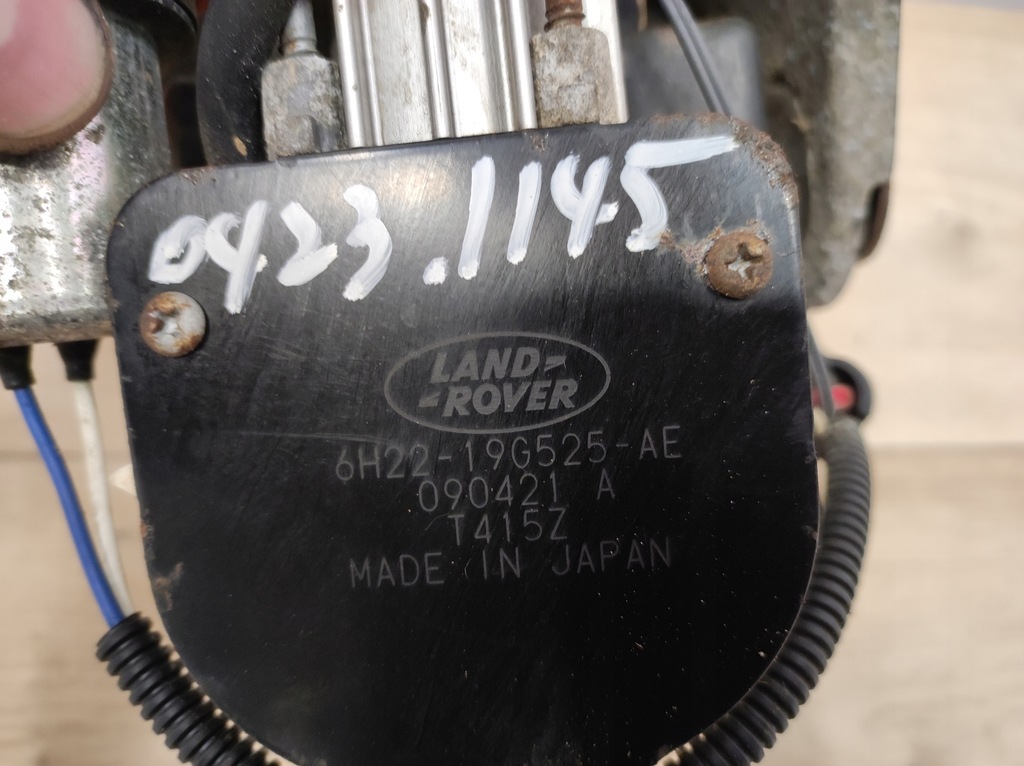 0423.1145
LAND-
-ROVER
6H22-19G525-AE
090421 A
T415Z
MADE IN JAPAN